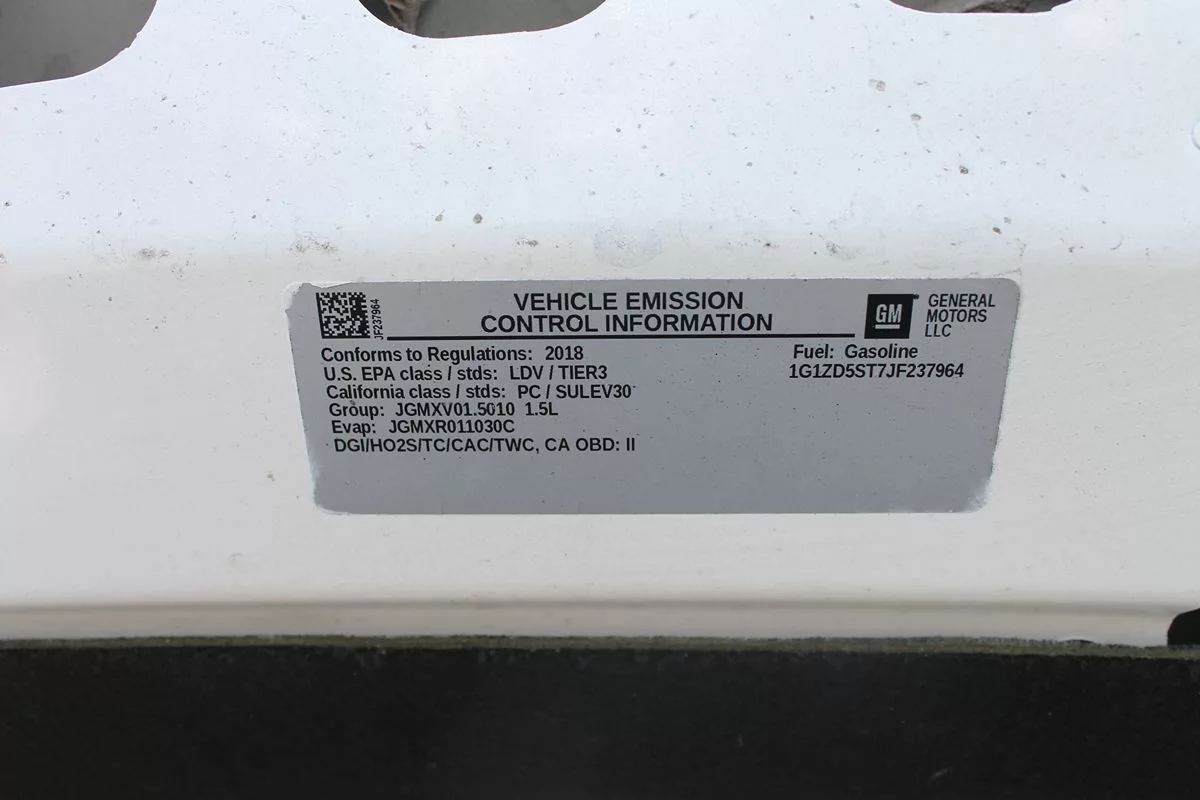 JF237964
VEHICLE EMISSION
CONTROL INFORMATION
GM
GENERAL
MOTORS
LLC
Conforms to Regulations: 2018
Fuel: Gasoline
U.S. EPA class / stds: LDV / TIER3
1G1ZD5ST7JF237964
California class / stds: PC / SULEV30
Group: JGMXV01.5010 1.5L
Evap: JGMXR011030C
DGI/HO2S/TC/CAC/TWC, CA OBD: II